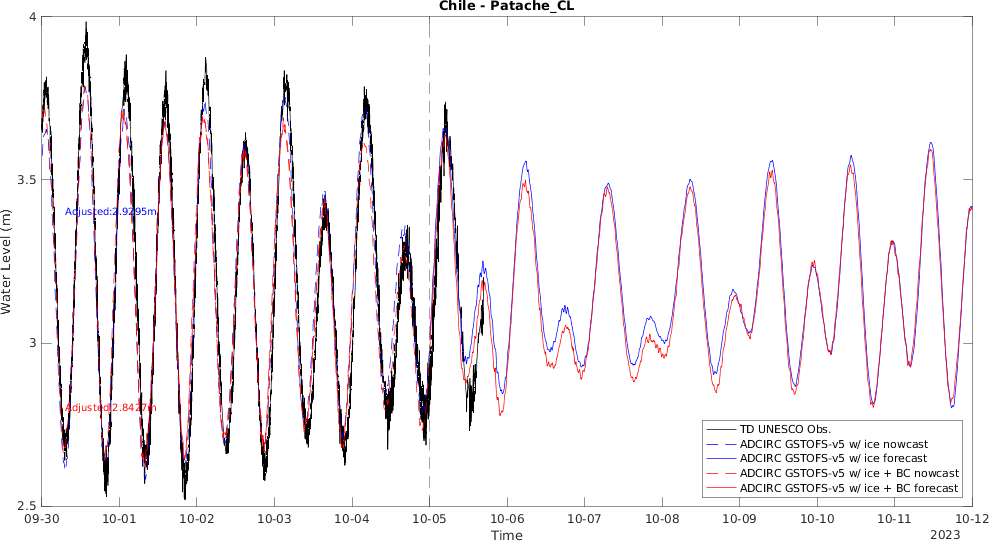 Chile - Patache_CL
Water Level (m)
4
3.5
3
2.5
Adjusted:2.9295m
Adjusted:2.8427m
TD UNESCO Obs.
ADCIRC GSTOFS-v5 w/ ice nowcast
ADCIRC GSTOFS-v5 w/ ice forecast
ADCIRC GSTOFS-v5 w/ ice + BC nowcast
ADCIRC GSTOFS-v5 w/ ice + BC forecast
09-30 10-01 10-02 10-03 10-04 10-05 10-06 10-07 10-08 10-09 10-10 10-11 10-12
Time
2023